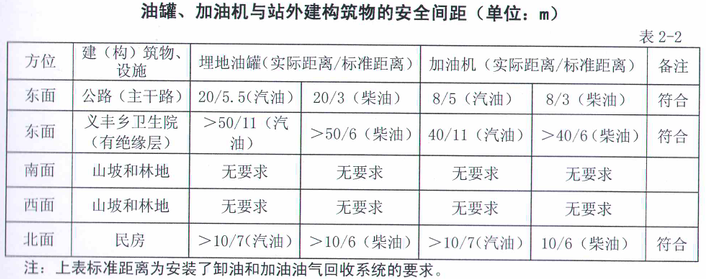 油罐、加油机与站外建构筑物的安全间距（单位：m）
表 2-2
方位 建（构）筑物、设施 埋地油罐（实际距离/标准距离） 加油机（实际距离/标准距离） 备注
东面 公路（主干路） 20/5.5(汽油) 20/3（柴油） 8/5（汽油） 8/3（柴油） 符合
东面 义丰乡卫生院（有绝缘层） >50/11（汽油） >50/6（柴油） 40/11（汽油） >40/6（柴油） 符合
南面 山坡和林地 无要求 无要求 无要求 无要求
西面 山坡和林地 无要求 无要求 无要求 无要求
北面 民房 >10/7(汽油) >10/6（柴油） >10/7（汽油） 10/6（柴油） 符合
注：上表标准距离为安装了卸油和加油油气回收系统的要求。